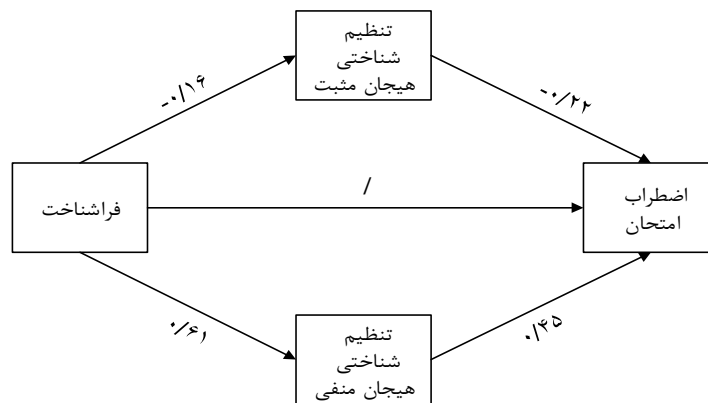 تنظیم
شناختی
هیجان مثبت
-۰/۱۶
-۰/۲۲
فراشناخت
/
اضطراب
امتحان
۰/۶۱
۰/۴۵
تنظیم
شناختی
هیجان منفی